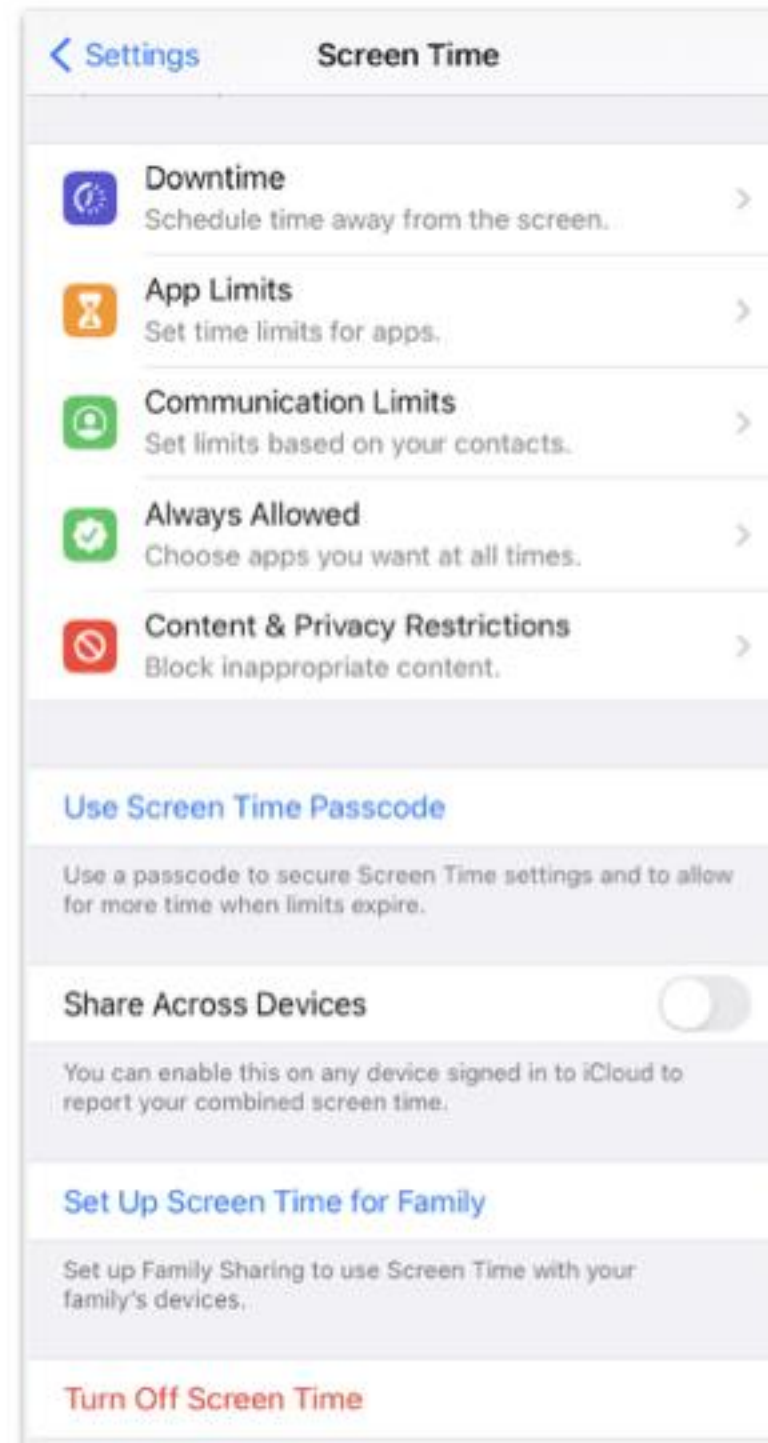 Settings
Screen Time
Downtime
Schedule time away from the screen.
App Limits
Set time limits for apps.
Communication Limits
Set limits based on your contacts.
Always Allowed
Choose apps you want at all times.
Content & Privacy Restrictions
Block inappropriate content.
Use Screen Time Passcode
Use a passcode to secure Screen Time settings and to allow
for more time when limits expire.
Share Across Devices
You can enable this on any device signed in to iCloud to
report your combined screen time.
Set Up Screen Time for Family
Set up Family Sharing to use Screen Time with your
family's devices.
Turn Off Screen Time